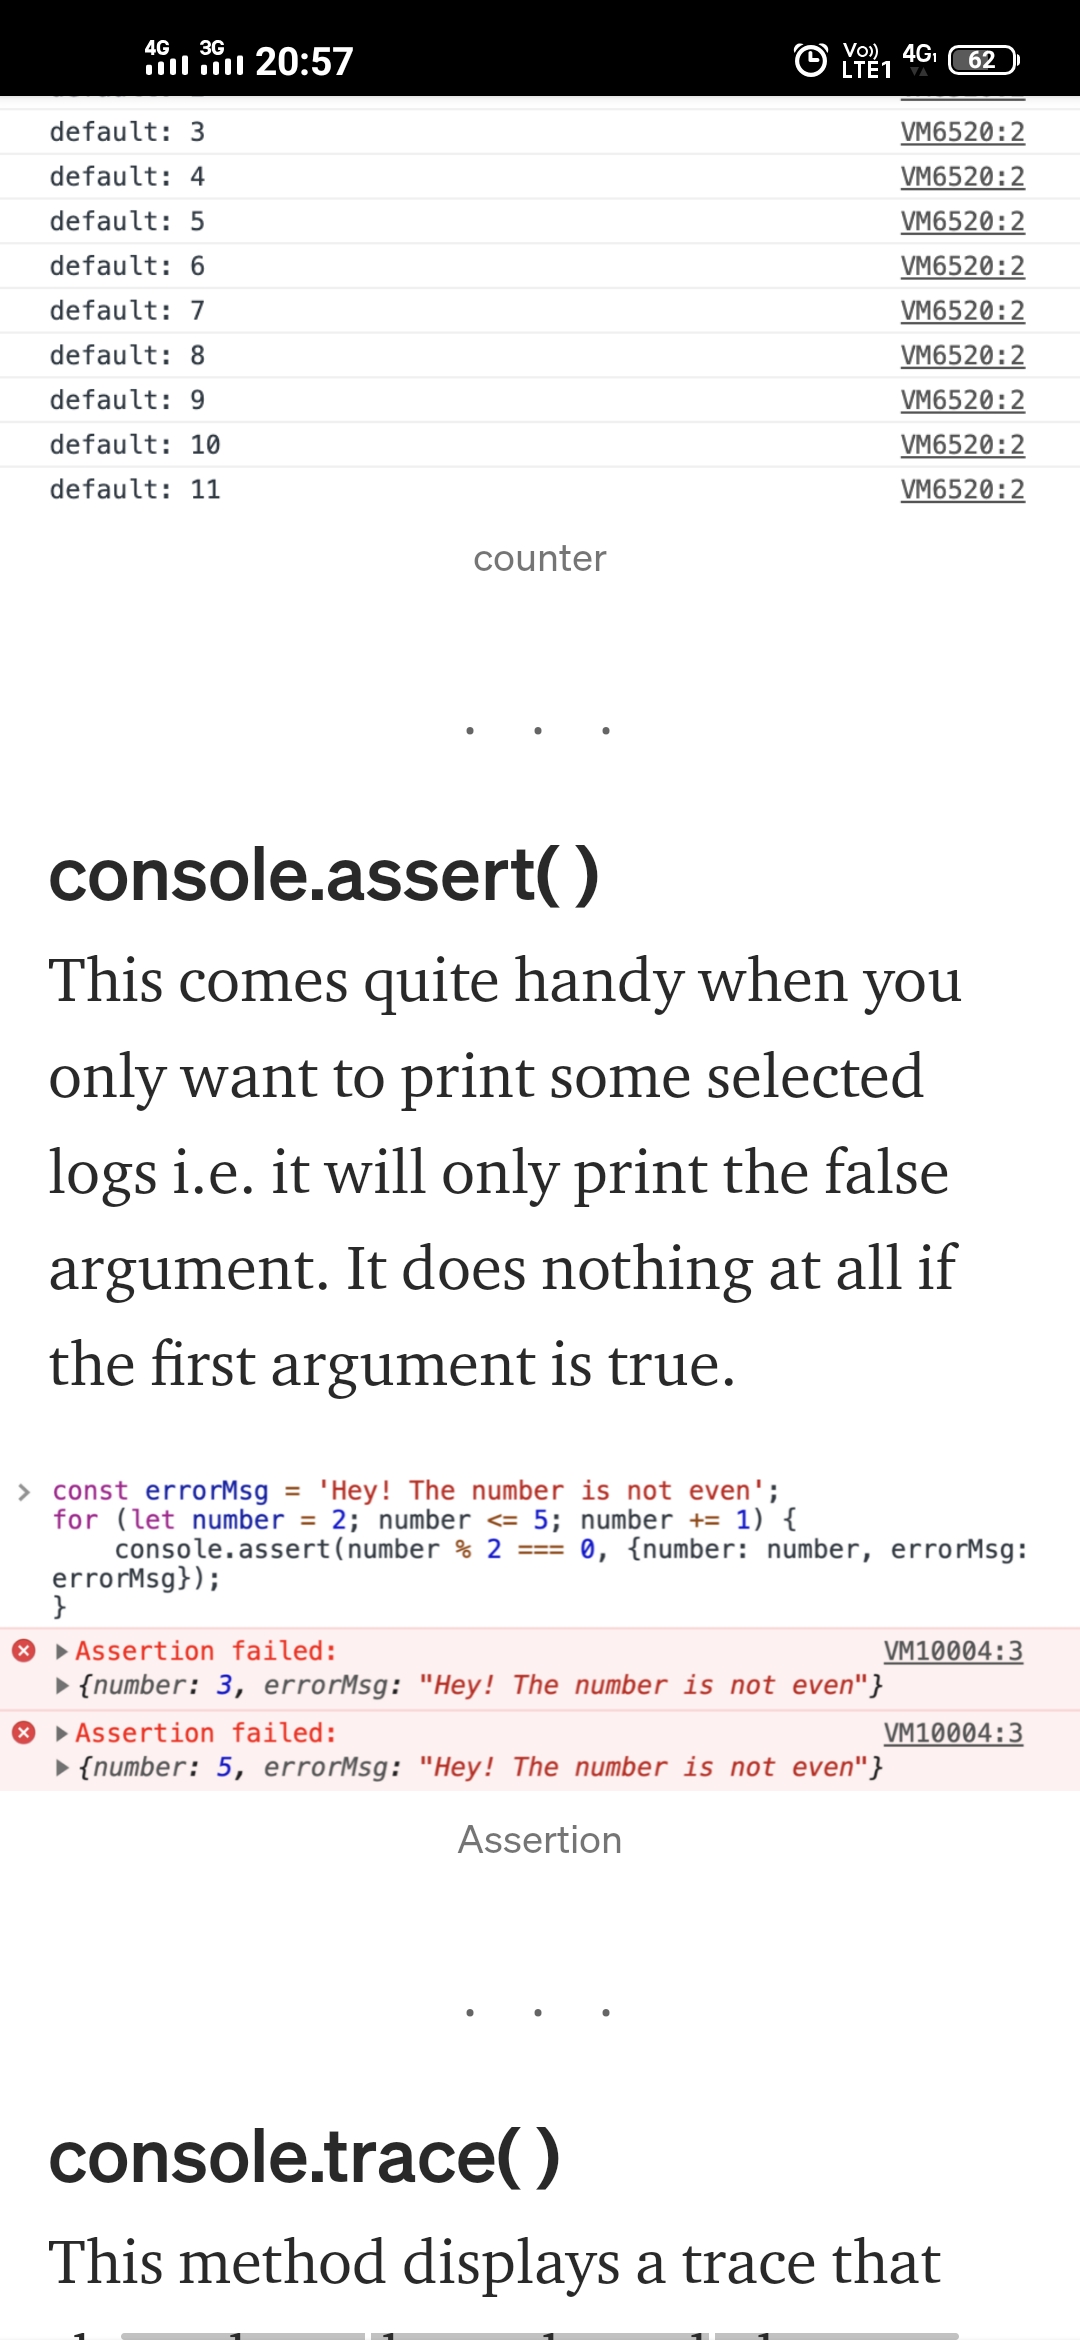 4G 3G 20:57 Vo)) LTE1 4G1 62
default: 3 VM6520:2
default: 4 VM6520:2
default: 5 VM6520:2
default: 6 VM6520:2
default: 7 VM6520:2
default: 8 VM6520:2
default: 9 VM6520:2
default: 10 VM6520:2
default: 11 VM6520:2
counter
. . .
console.assert( )
This comes quite handy when you
only want to print some selected
logs i.e. it will only print the false
argument. It does nothing at all if
the first argument is true.
> const errorMsg = 'Hey! The number is not even';
for (let number = 2; number <= 5; number += 1) {
console.assert(number % 2 === 0, {number: number, errorMsg:
errorMsg});
}
Assertion failed: VM10004:3
{number: 3, errorMsg: "Hey! The number is not even"}
Assertion failed: VM10004:3
{number: 5, errorMsg: "Hey! The number is not even"}
Assertion
. . .
console.trace( )
This method displays a trace that